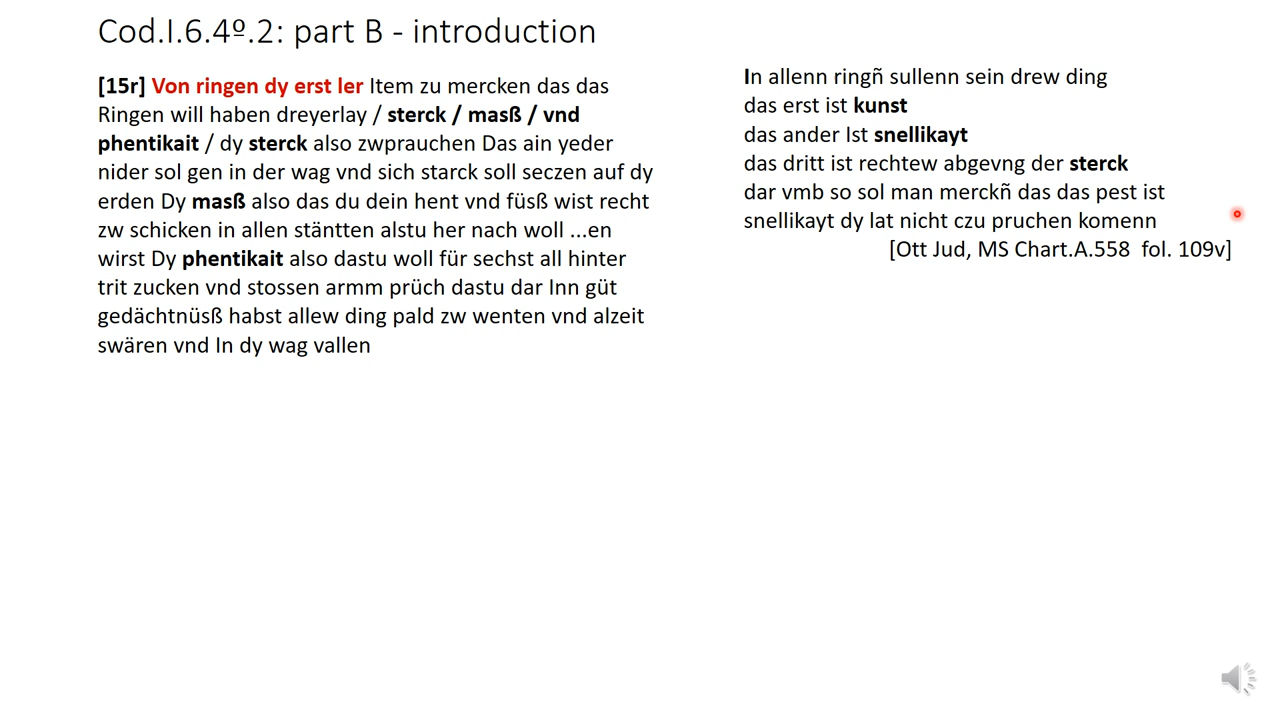 Cod.I.6.4º.2: part B - introduction
[15r] Von ringen dy erst ler Item zu mercken das das
Ringen will haben dreyerlay / sterck / masß / vnd
phentikait / dy sterck also zwprauchen Das ain yeder
nider sol gen in der wag vnd sich starck soll seczen auf dy
erden Dy masß also das du dein hent vnd füsß wist recht
zw schicken in allen stäntten alstu her nach woll ...en
wirst Dy phentikait also dastu woll für sechst all hinter
trit zucken vnd stossen armm prüch dastu dar Inn güt
gedächtnüsß habst allew ding pald zw wenten vnd alzeit
swären vnd In dy wag vallen
In allenn ringñ sullenn sein drew ding
das erst ist kunst
das ander Ist snellikayt
das dritt ist rechtew abgevng der sterck
dar vmb so sol man merckñ das das pest ist
snellikayt dy lat nicht czu pruchen komenn
[Ott Jud, MS Chart.A.558 fol. 109v]